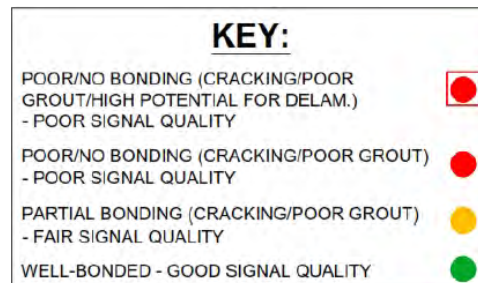 KEY:
POOR/NO BONDING (CRACKING/POOR
GROUT/HIGH POTENTIAL FOR DELAM.)
- POOR SIGNAL QUALITY
POOR/NO BONDING (CRACKING/POOR GROUT)
- POOR SIGNAL QUALITY
PARTIAL BONDING (CRACKING/POOR GROUT)
- FAIR SIGNAL QUALITY
WELL-BONDED - GOOD SIGNAL QUALITY